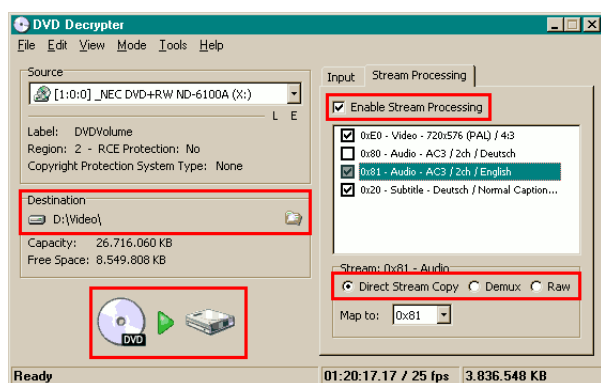 DVD Decrypter
File Edit View Mode Tools Help
Source
[1:0:0] _NEC DVD+RW ND-6100A (X:)
L E
Label: DVDVolume
Region: 2 - RCE Protection: No
Copyright Protection System Type: None
Destination
D:\Video\
Capacity: 26.716.060 KB
Free Space: 8.549.808 KB
DVD
Input Stream Processing
Enable Stream Processing
0xE0 - Video - 720x576 (PAL) / 4:3
0x80 - Audio - AC3 / 2ch / Deutsch
0x81 - Audio - AC3 / 2ch / English
0x20 - Subtitle - Deutsch / Normal Caption...
Stream: 0x81 - Audio
Direct Stream Copy Demux Raw
Map to: 0x81
Ready 01:20:17.17 / 25 fps 3.836.548 KB